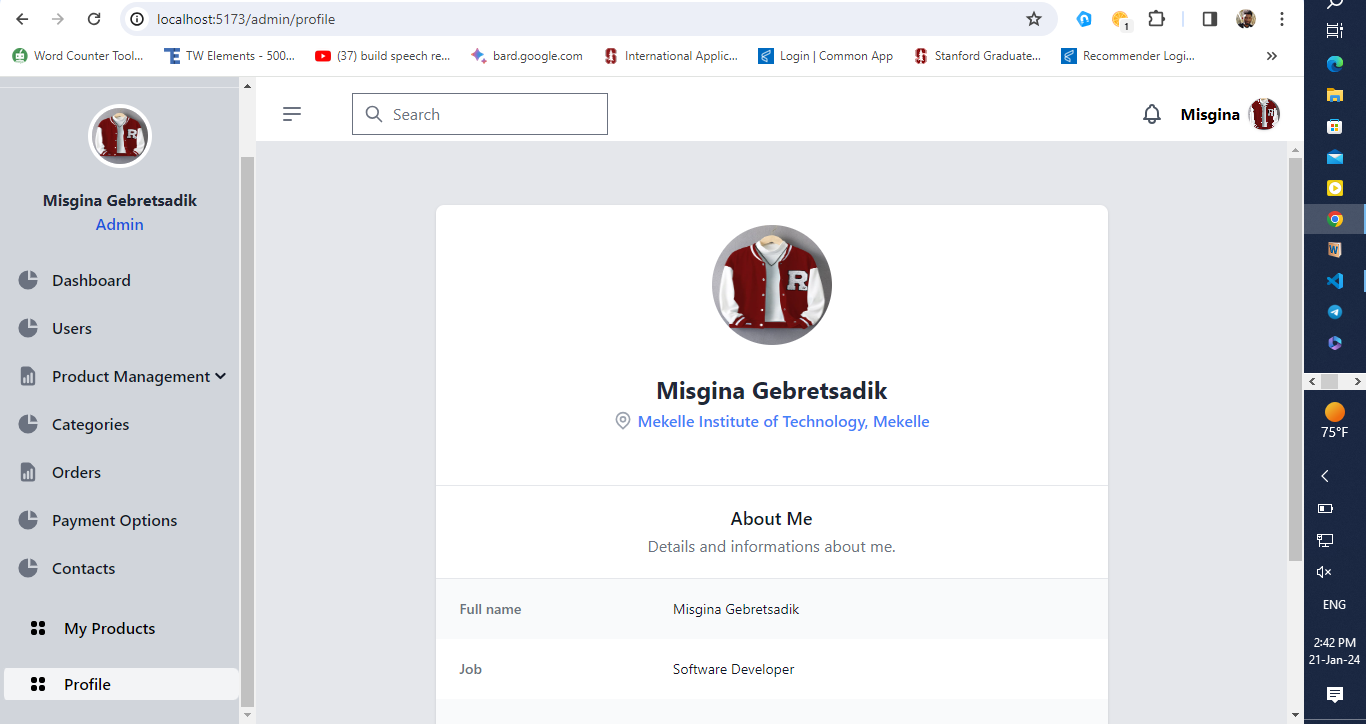 localhost:5173/admin/profile
1
Word Counter Tool...
TW Elements - 500...
(37) build speech re...
bard.google.com
International Applic...
Login | Common App
Stanford Graduate...
Recommender Logi...
»
Search
Misgina
R
Misgina Gebretsadik
Admin
Dashboard
Users
Product Management
Categories
Orders
Payment Options
Contacts
My Products
Profile
R
Misgina Gebretsadik
Mekelle Institute of Technology, Mekelle
About Me
Details and informations about me.
Full name
Misgina Gebretsadik
Job
Software Developer
75°F
ENG
2:42 PM
21-Jan-24